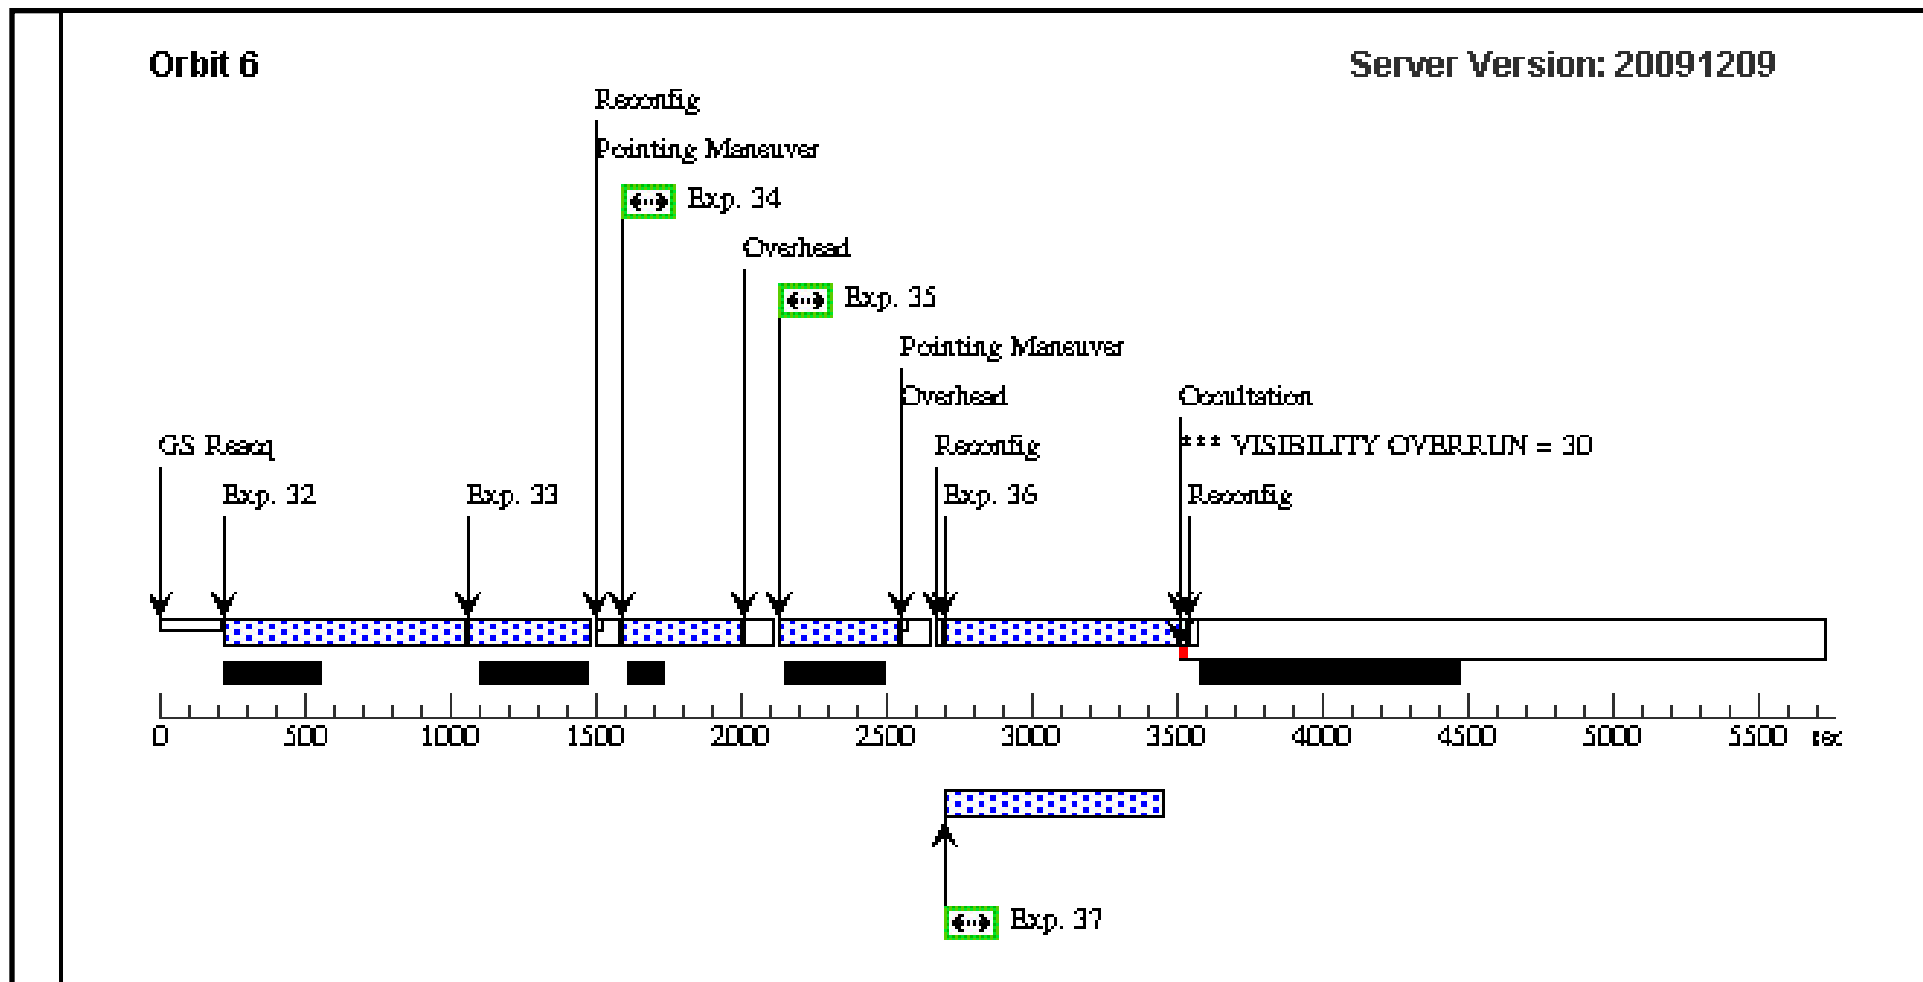 Orbit 6
Server Version: 20091209
Reconfig
Pointing Maneuver
Exp. 34
Overhead
Exp. 35
Pointing Maneuver
Overhead
Occultation
GS Reacq
Reconfig
*** VISIBILITY OVERRUN = 30
Exp. 32
Exp. 33
Exp. 36
Reconfig
0 500 1000 1500 2000 2500 3000 3500 4000 4500 5000 5500 sec
Exp. 37